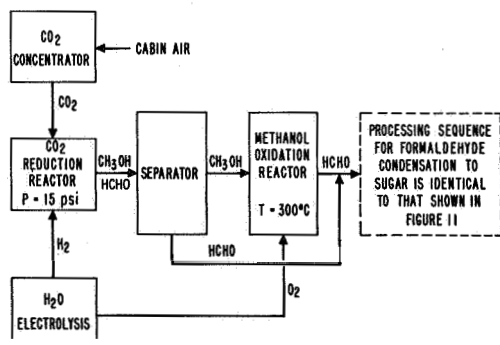 CO2
CONCENTRATOR
CABIN AIR
CO2
CO2
REDUCTION
REACTOR
P = 15 psi
CH3OH
HCHO
SEPARATOR
CH3OH
METHANOL
OXIDATION
REACTOR
T = 300°C
HCHO
PROCESSING SEQUENCE
FOR FORMALDEHYDE
CONDENSATION TO
SUGAR IS IDENTICAL
TO THAT SHOWN IN
FIGURE 11
H2
HCHO
O2
H2O
ELECTROLYSIS